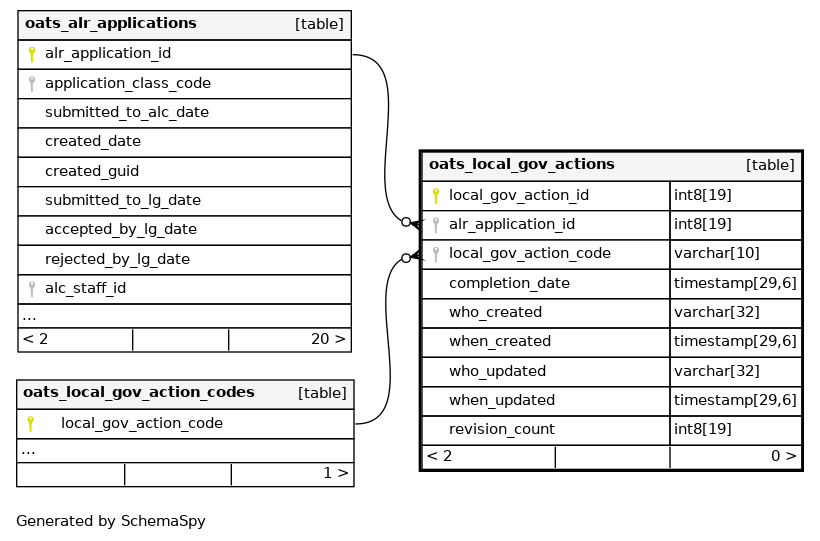 oats_alr_applications [table]
alr_application_id
application_class_code
submitted_to_alc_date
created_date
created_guid
submitted_to_lg_date
accepted_by_lg_date
rejected_by_lg_date
alc_staff_id
...
< 2 20 >
oats_local_gov_actions [table]
local_gov_action_id int8[19]
alr_application_id int8[19]
local_gov_action_code varchar[10]
completion_date timestamp[29,6]
who_created varchar[32]
when_created timestamp[29,6]
who_updated varchar[32]
when_updated timestamp[29,6]
revision_count int8[19]
< 2 0 >
oats_local_gov_action_codes [table]
local_gov_action_code
...
1 >
Generated by SchemaSpy